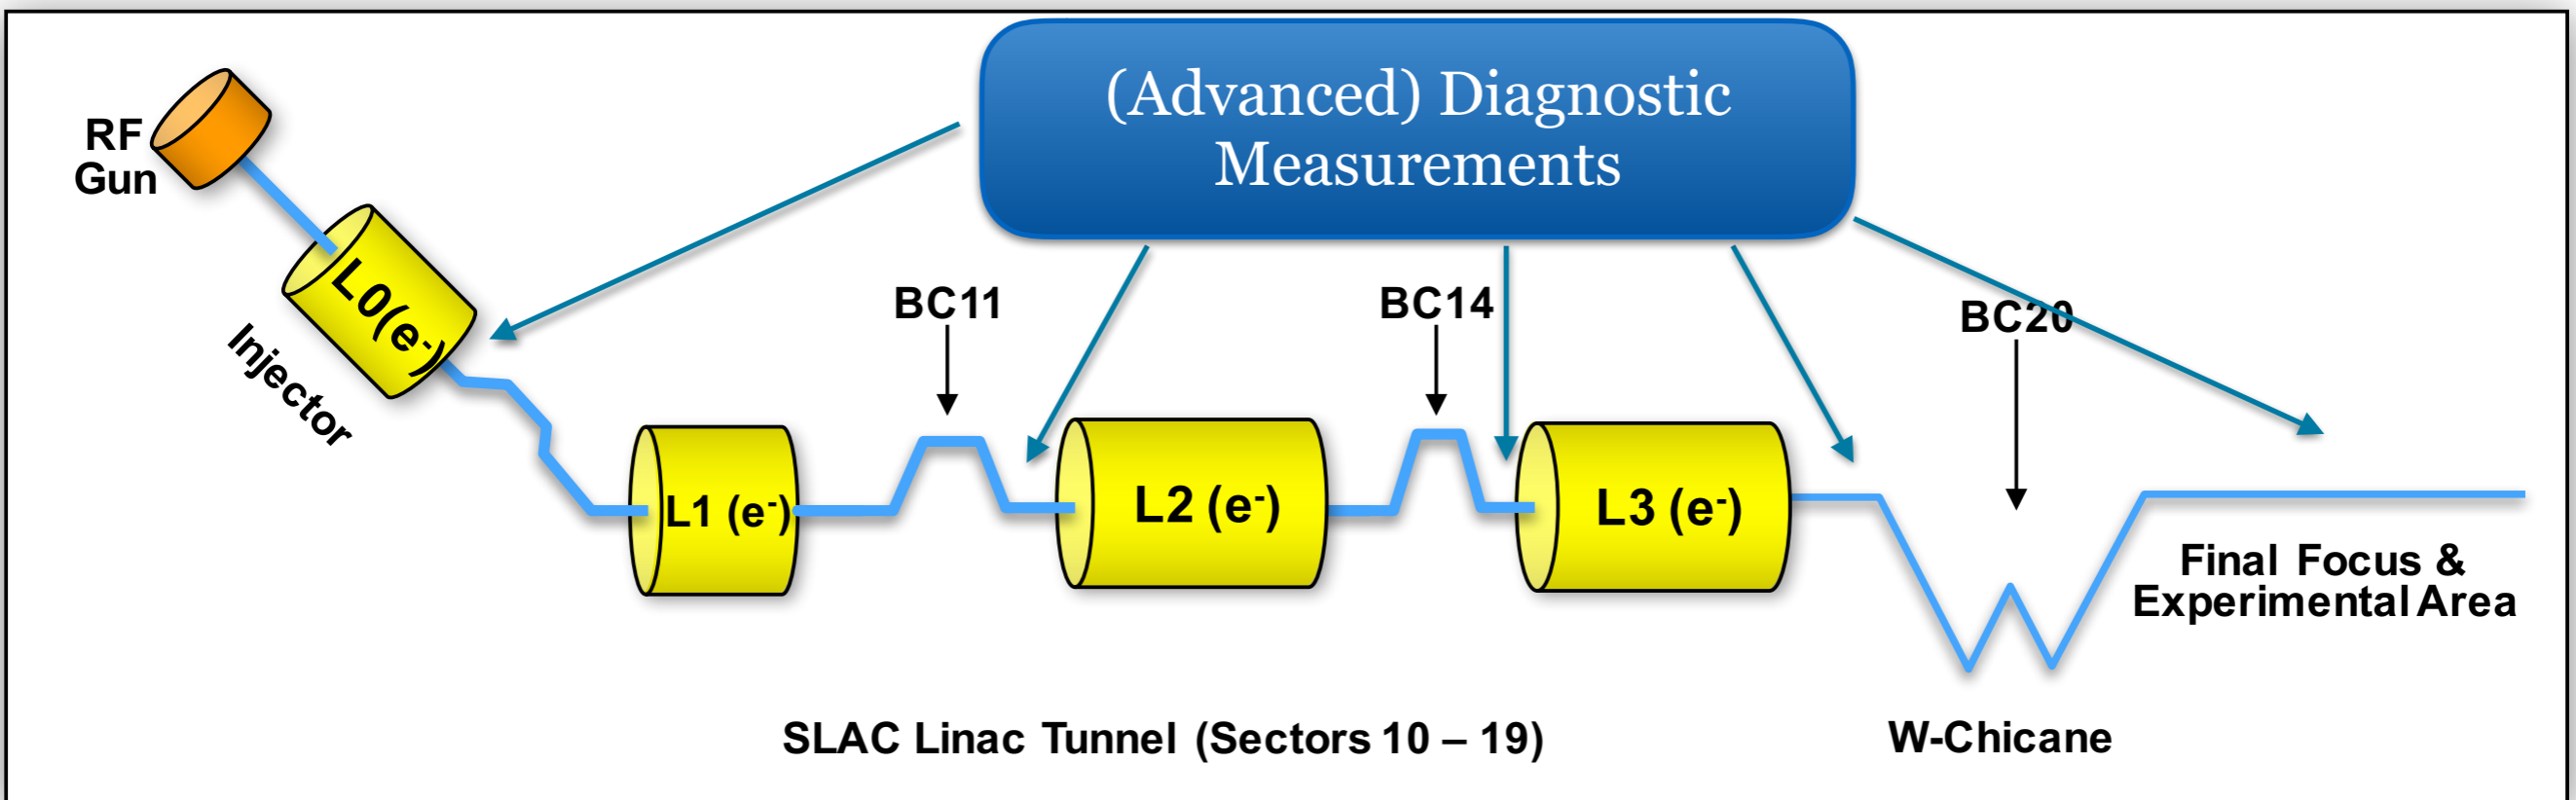 (Advanced) Diagnostic
Measurements
RF
Gun
L0(e-)
Injector
BC11
BC14
BC20
L1 (e-)
L2 (e-)
L3 (e-)
Final Focus &
Experimental Area
SLAC Linac Tunnel (Sectors 10 – 19)
W-Chicane